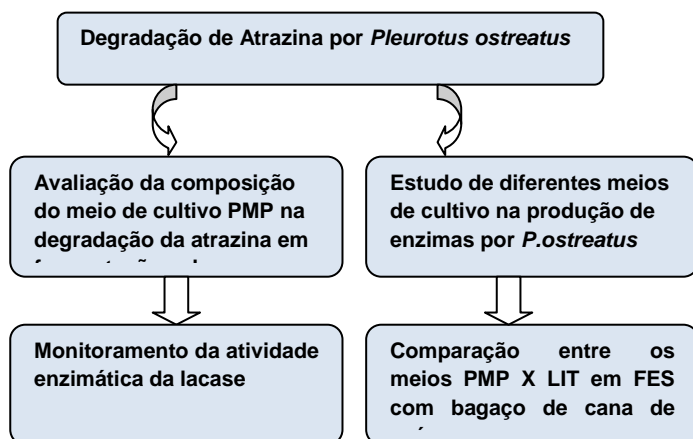 Degradação de Atrazina por Pleurotus ostreatus
Avaliação da composição
do meio de cultivo PMP na
degradação da atrazina em
Estudo de diferentes meios
de cultivo na produção de
enzimas por P.ostreatus
Monitoramento da atividade
enzimática da lacase
Comparação entre os
meios PMP X LIT em FES
com bagaço de cana de